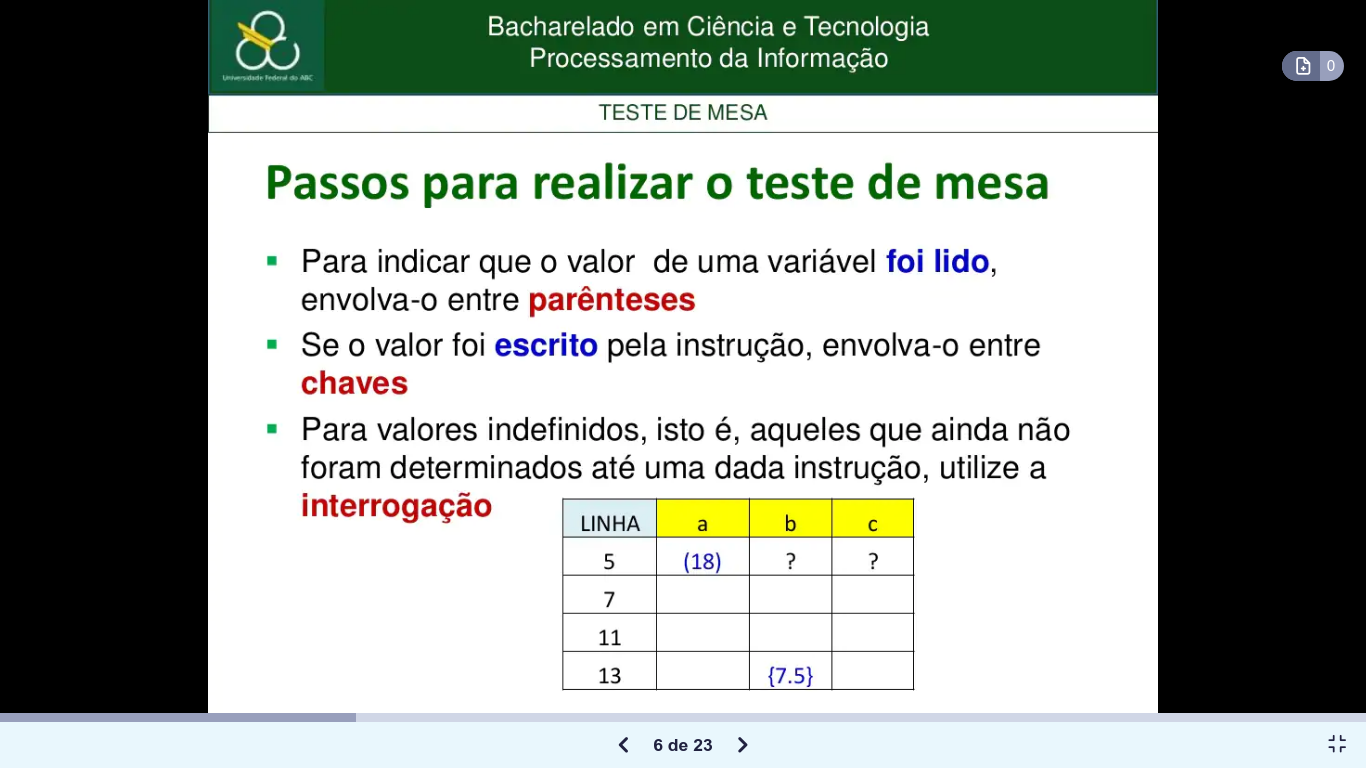 Bacharelado em Ciência e Tecnologia
Processamento da Informação
Universidade Federal do ABC
0
TESTE DE MESA
Passos para realizar o teste de mesa
Para indicar que o valor de uma variável foi lido,
envolva-o entre parênteses
Se o valor foi escrito pela instrução, envolva-o entre
chaves
Para valores indefinidos, isto é, aqueles que ainda não
foram determinados até uma dada instrução, utilize a
interrogação
LINHA a b c
5 (18) ? ?
7
11
13 {7.5}
6 de 23